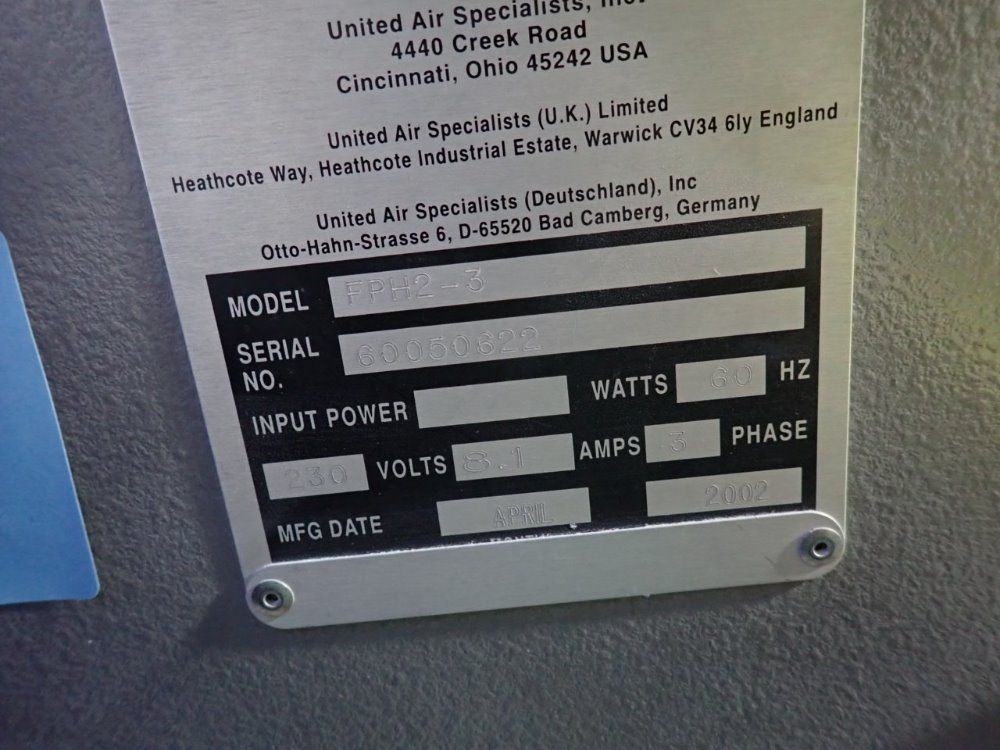 United Air Specialists, Inc.
4440 Creek Road
Cincinnati, Ohio 45242 USA
United Air Specialists (U.K.) Limited
Heathcote Way, Heathcote Industrial Estate, Warwick CV34 6ly England
United Air Specialists (Deutschland), Inc
Otto-Hahn-Strasse 6, D-65520 Bad Camberg, Germany
MODEL FPH2-3
SERIAL NO. 60050622
INPUT POWER WATTS 60 HZ
230 VOLTS 8.1 AMPS 3 PHASE
MFG DATE APRIL 2002